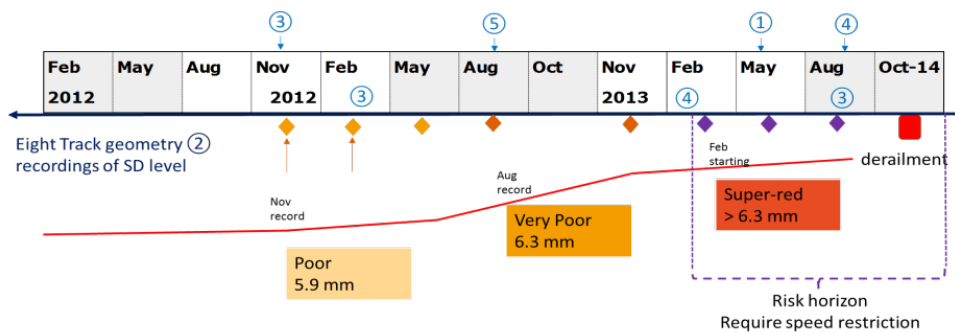 ③ ⑤ ① ④
Feb May Aug Nov Feb May Aug Oct Nov Feb May Aug Oct-14
2012 2012 2013
③ ④ ③
Eight Track geometry ②
recordings of SD level
Feb
starting
derailment
Nov
record
Aug
record
Super-red
> 6.3 mm
Very Poor
6.3 mm
Poor
5.9 mm
Risk horizon
Require speed restriction